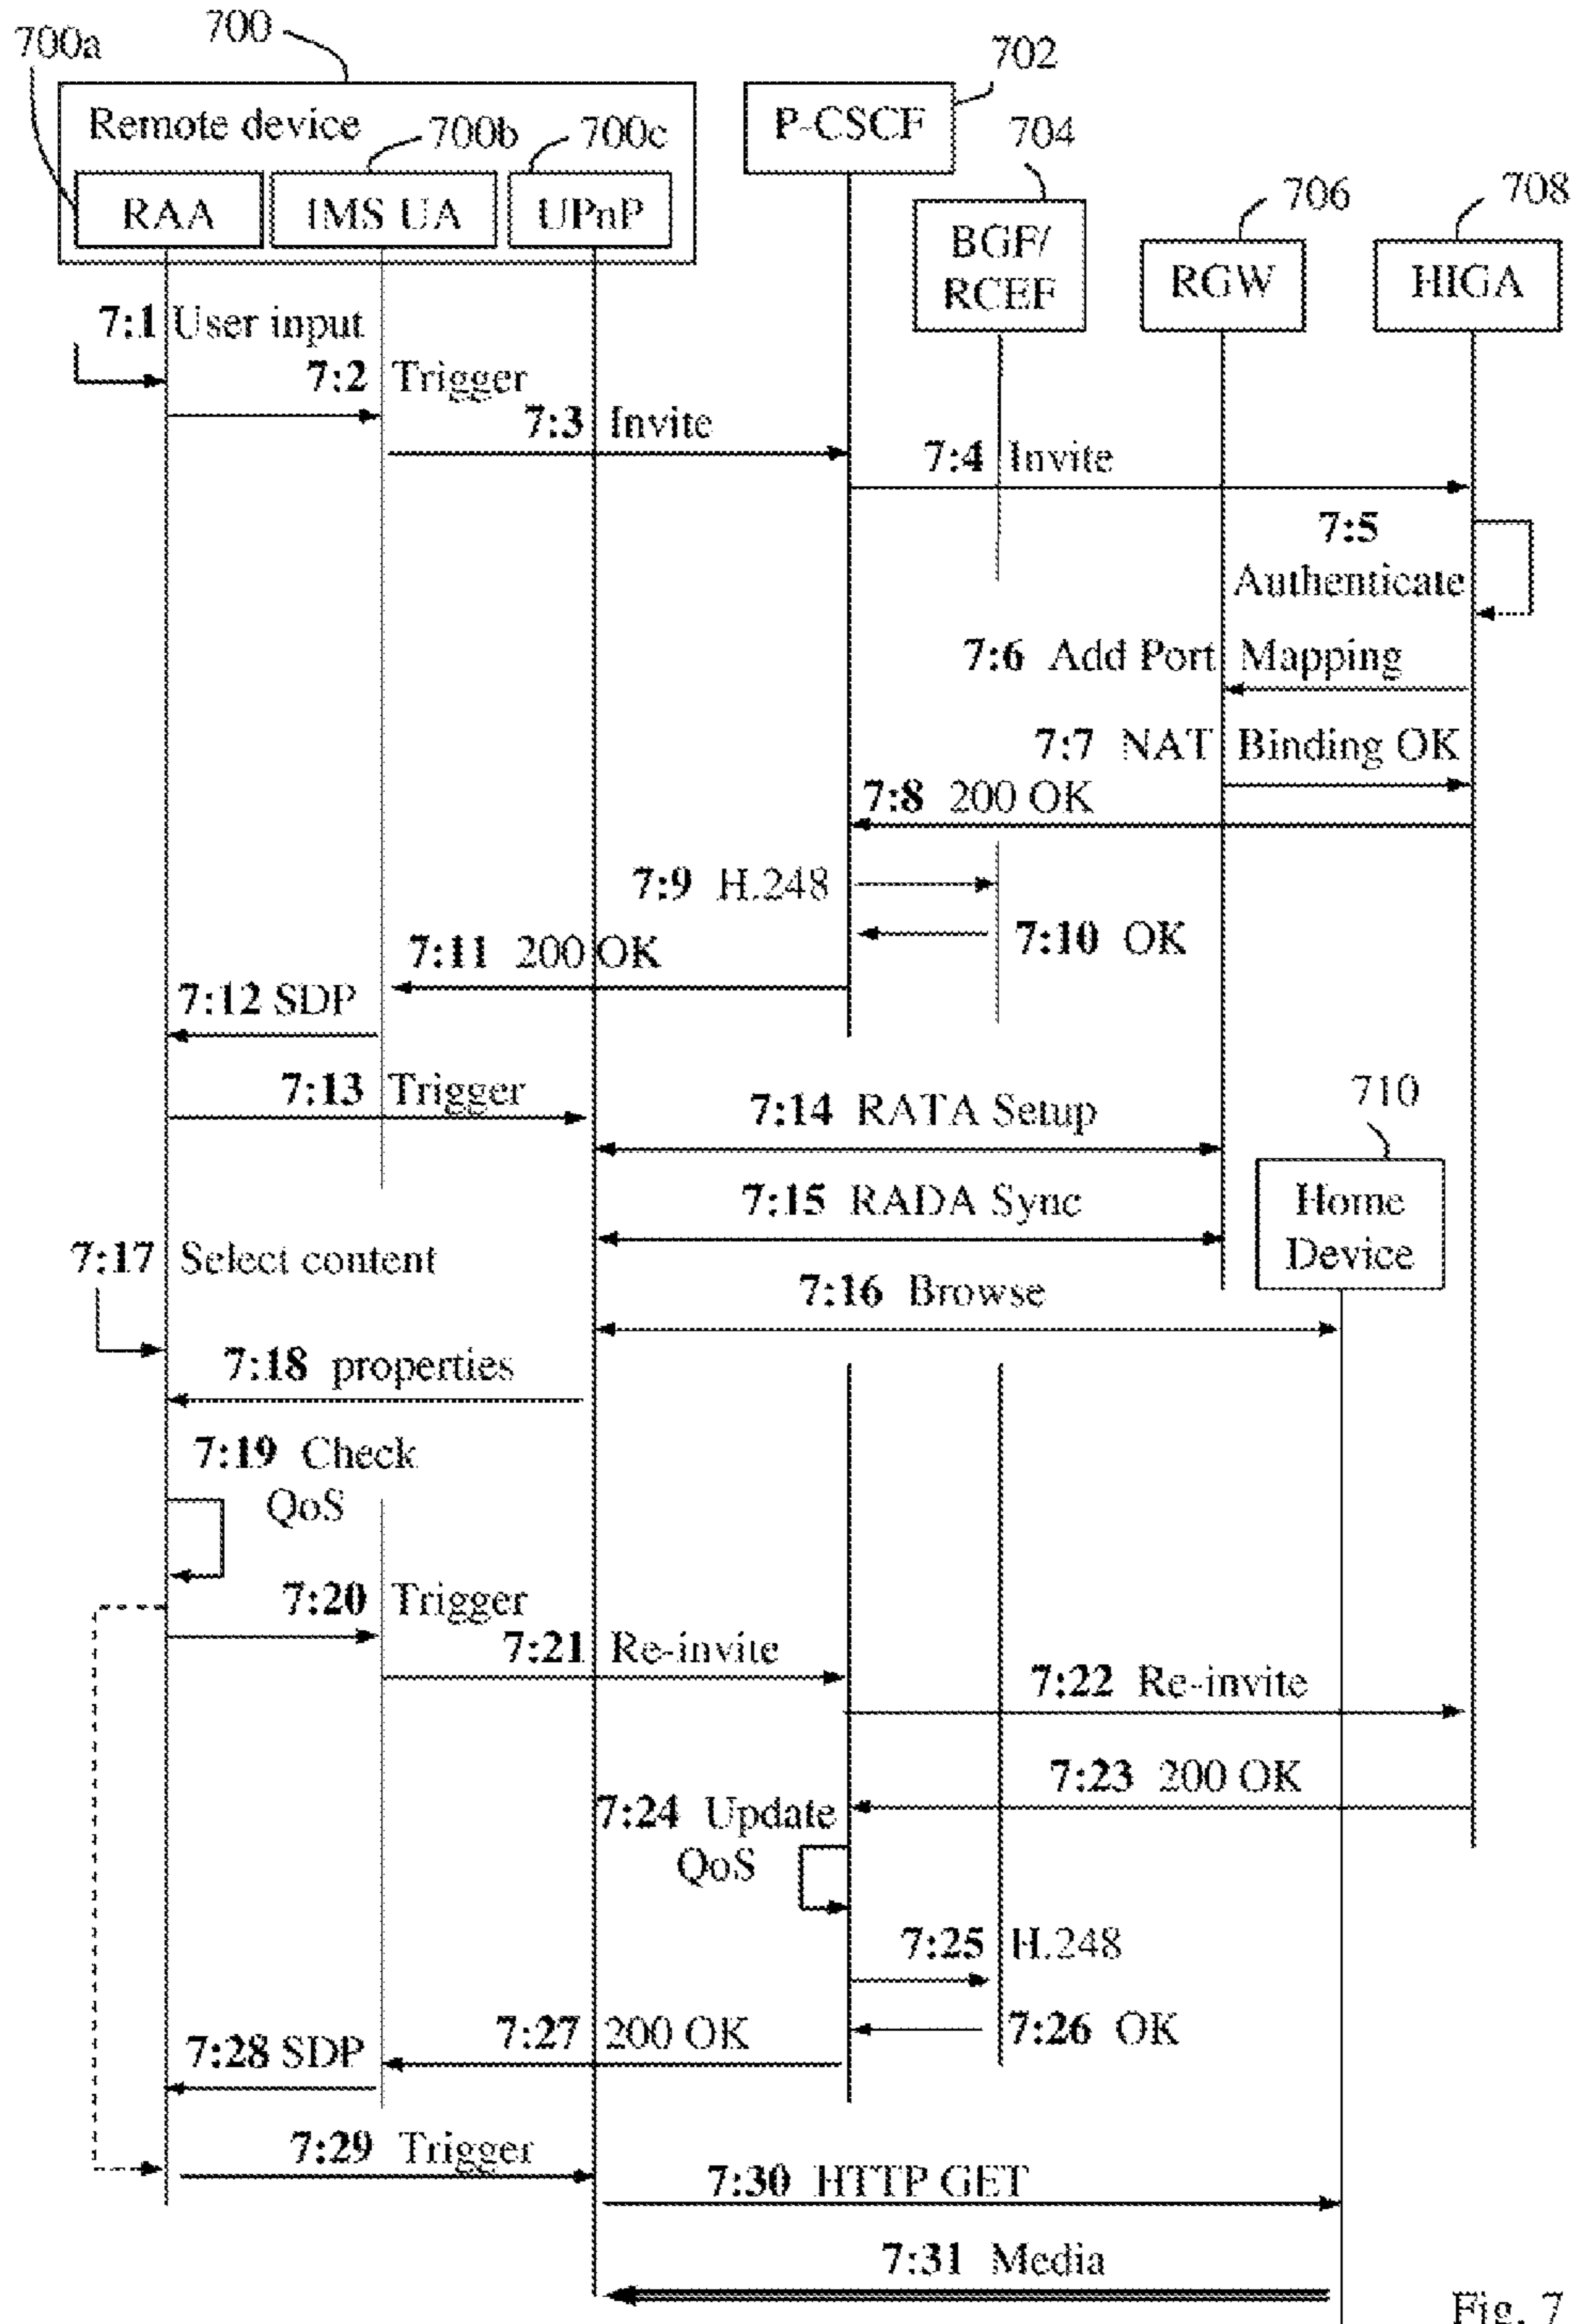 700
700a
702
Remote device
700b
700c
P-CSCF
704
RAA
IMS UA
UPnP
706
708
BGF/
RCEF
RGW
HIGA
7:1 User input
7:2 Trigger
7:3 Invite
7:4 Invite
7:5
Authenticate
7:6 Add Port Mapping
7:7 NAT Binding OK
7:8 200 OK
7:9 H.248
7:10 OK
7:11 200 OK
7:12 SDP
7:13 Trigger
710
7:14 RATA Setup
7:15 RADA Sync
Home
Device
7:17 Select content
7:16 Browse
7:18 properties
7:19 Check
QoS
7:20 Trigger
7:21 Re-invite
7:22 Re-invite
7:23 200 OK
7:24 Update
QoS
7:25 H.248
7:26 OK
7:27 200 OK
7:28 SDP
7:29 Trigger
7:30 HTTP GET
7:31 Media
Fig. 7